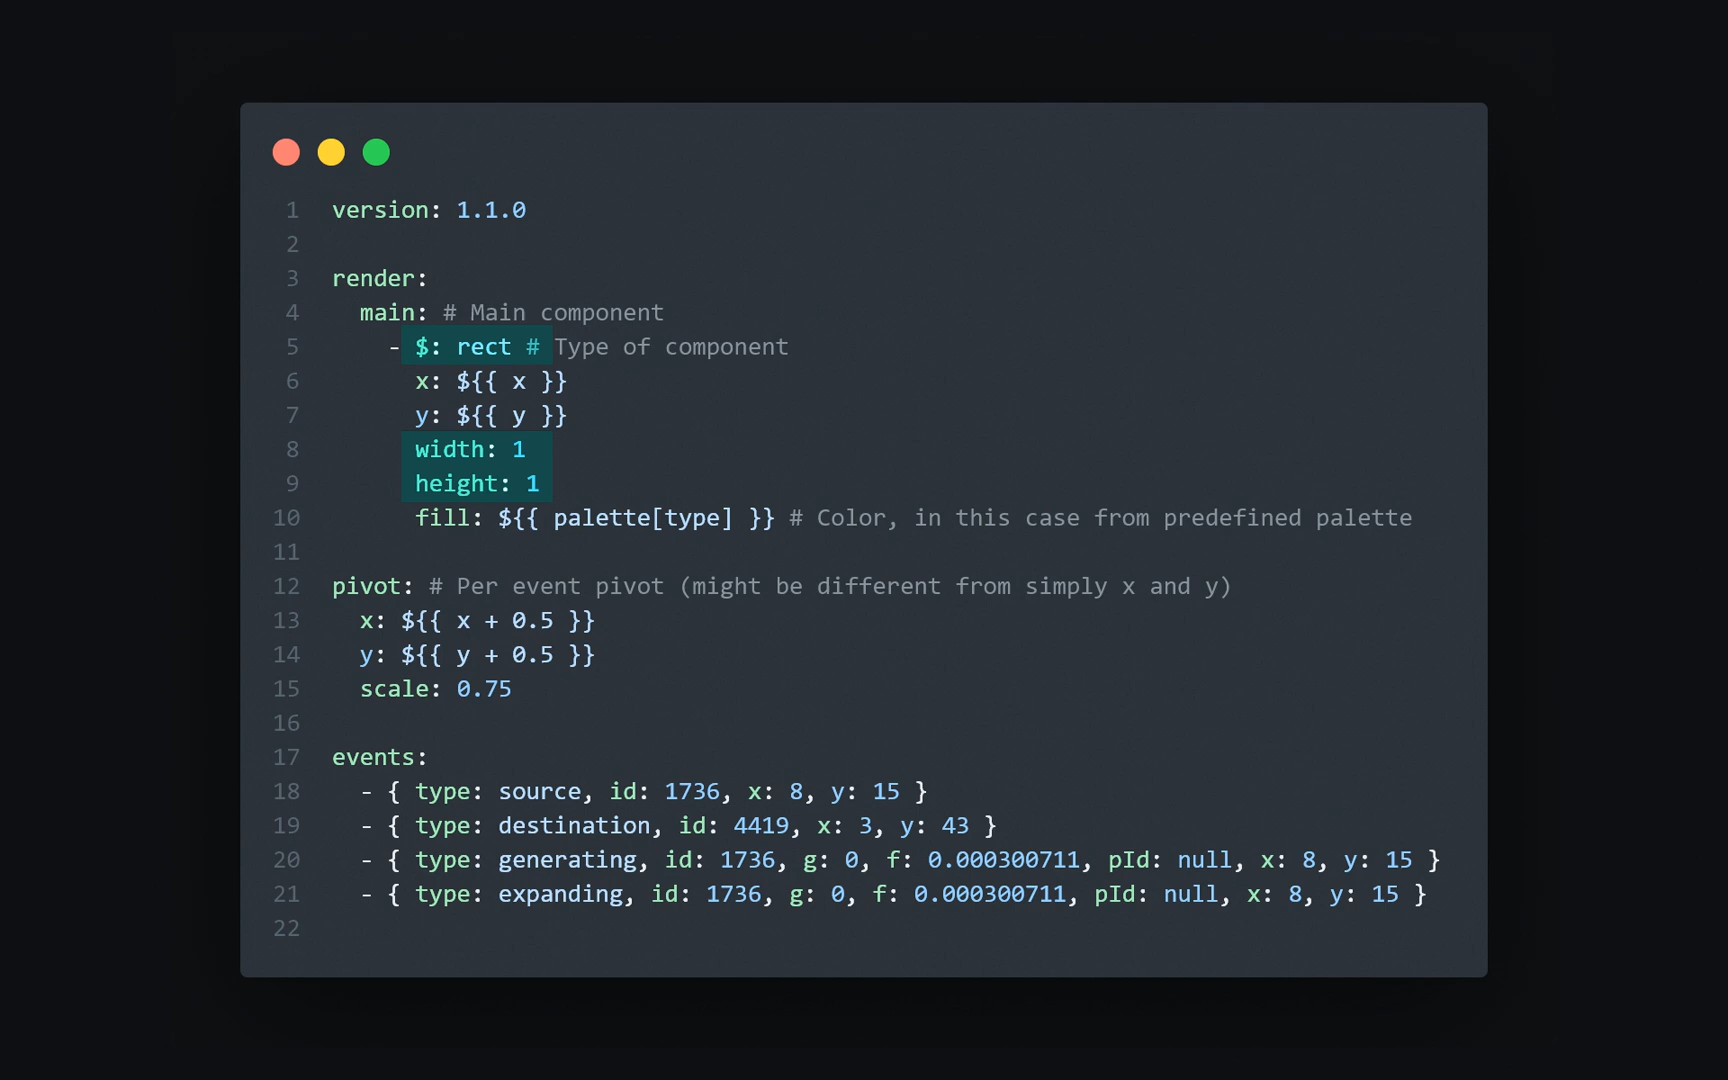 1 version: 1.1.0
2
3 render:
4   main: # Main component
5     - $: rect # Type of component
6       x: ${{ x }}
7       y: ${{ y }}
8       width: 1
9       height: 1
10       fill: ${{ palette[type] }} # Color, in this case from predefined palette
11
12 pivot: # Per event pivot (might be different from simply x and y)
13   x: ${{ x + 0.5 }}
14   y: ${{ y + 0.5 }}
15   scale: 0.75
16
17 events:
18   - { type: source, id: 1736, x: 8, y: 15 }
19   - { type: destination, id: 4419, x: 3, y: 43 }
20   - { type: generating, id: 1736, g: 0, f: 0.000300711, pId: null, x: 8, y: 15 }
21   - { type: expanding, id: 1736, g: 0, f: 0.000300711, pId: null, x: 8, y: 15 }
22